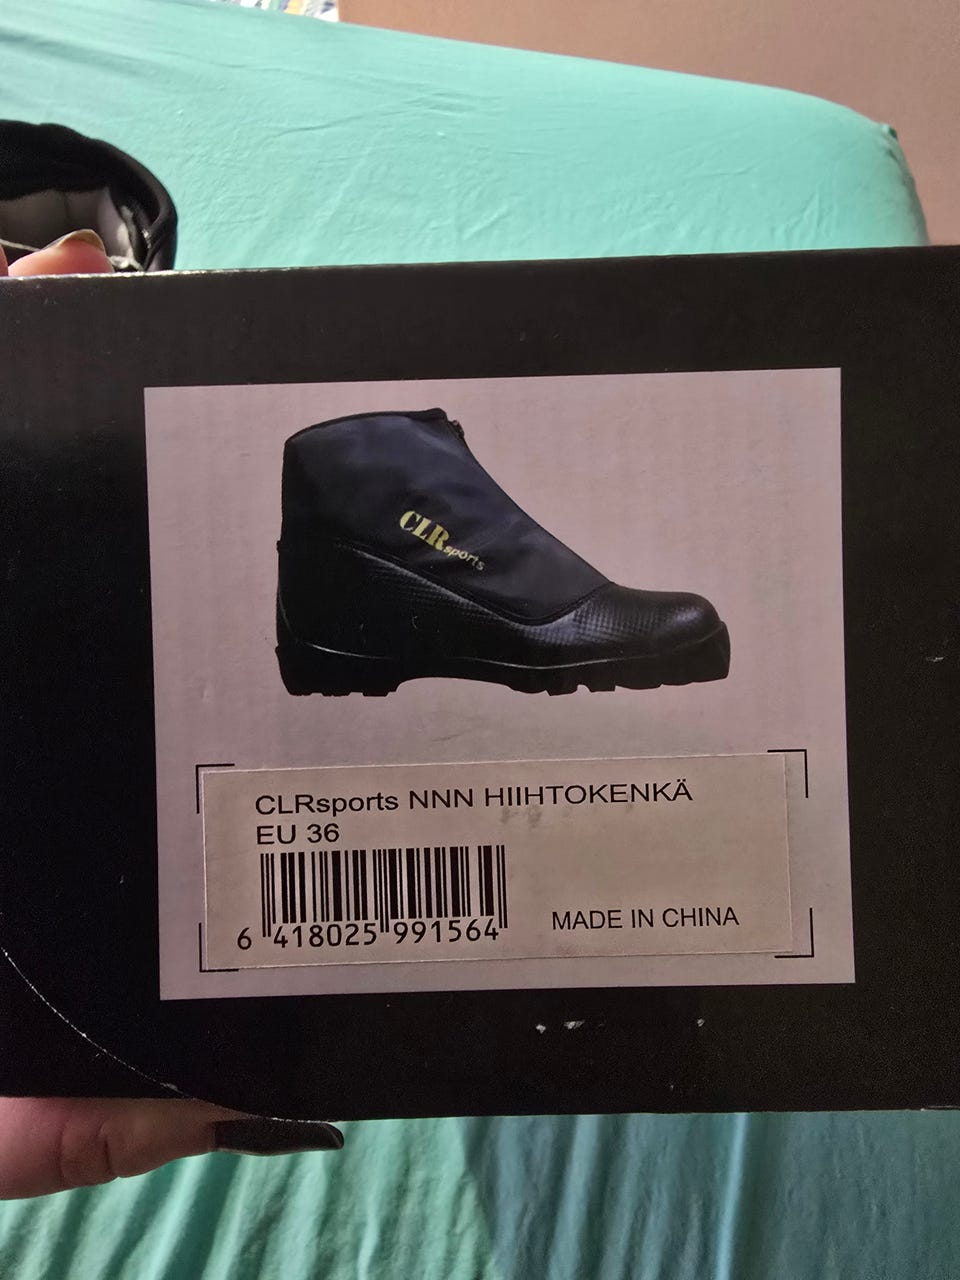 CLRsports
CLRsports NNN HIIHTOKENKÄ
EU 36
6 418025 991564
MADE IN CHINA